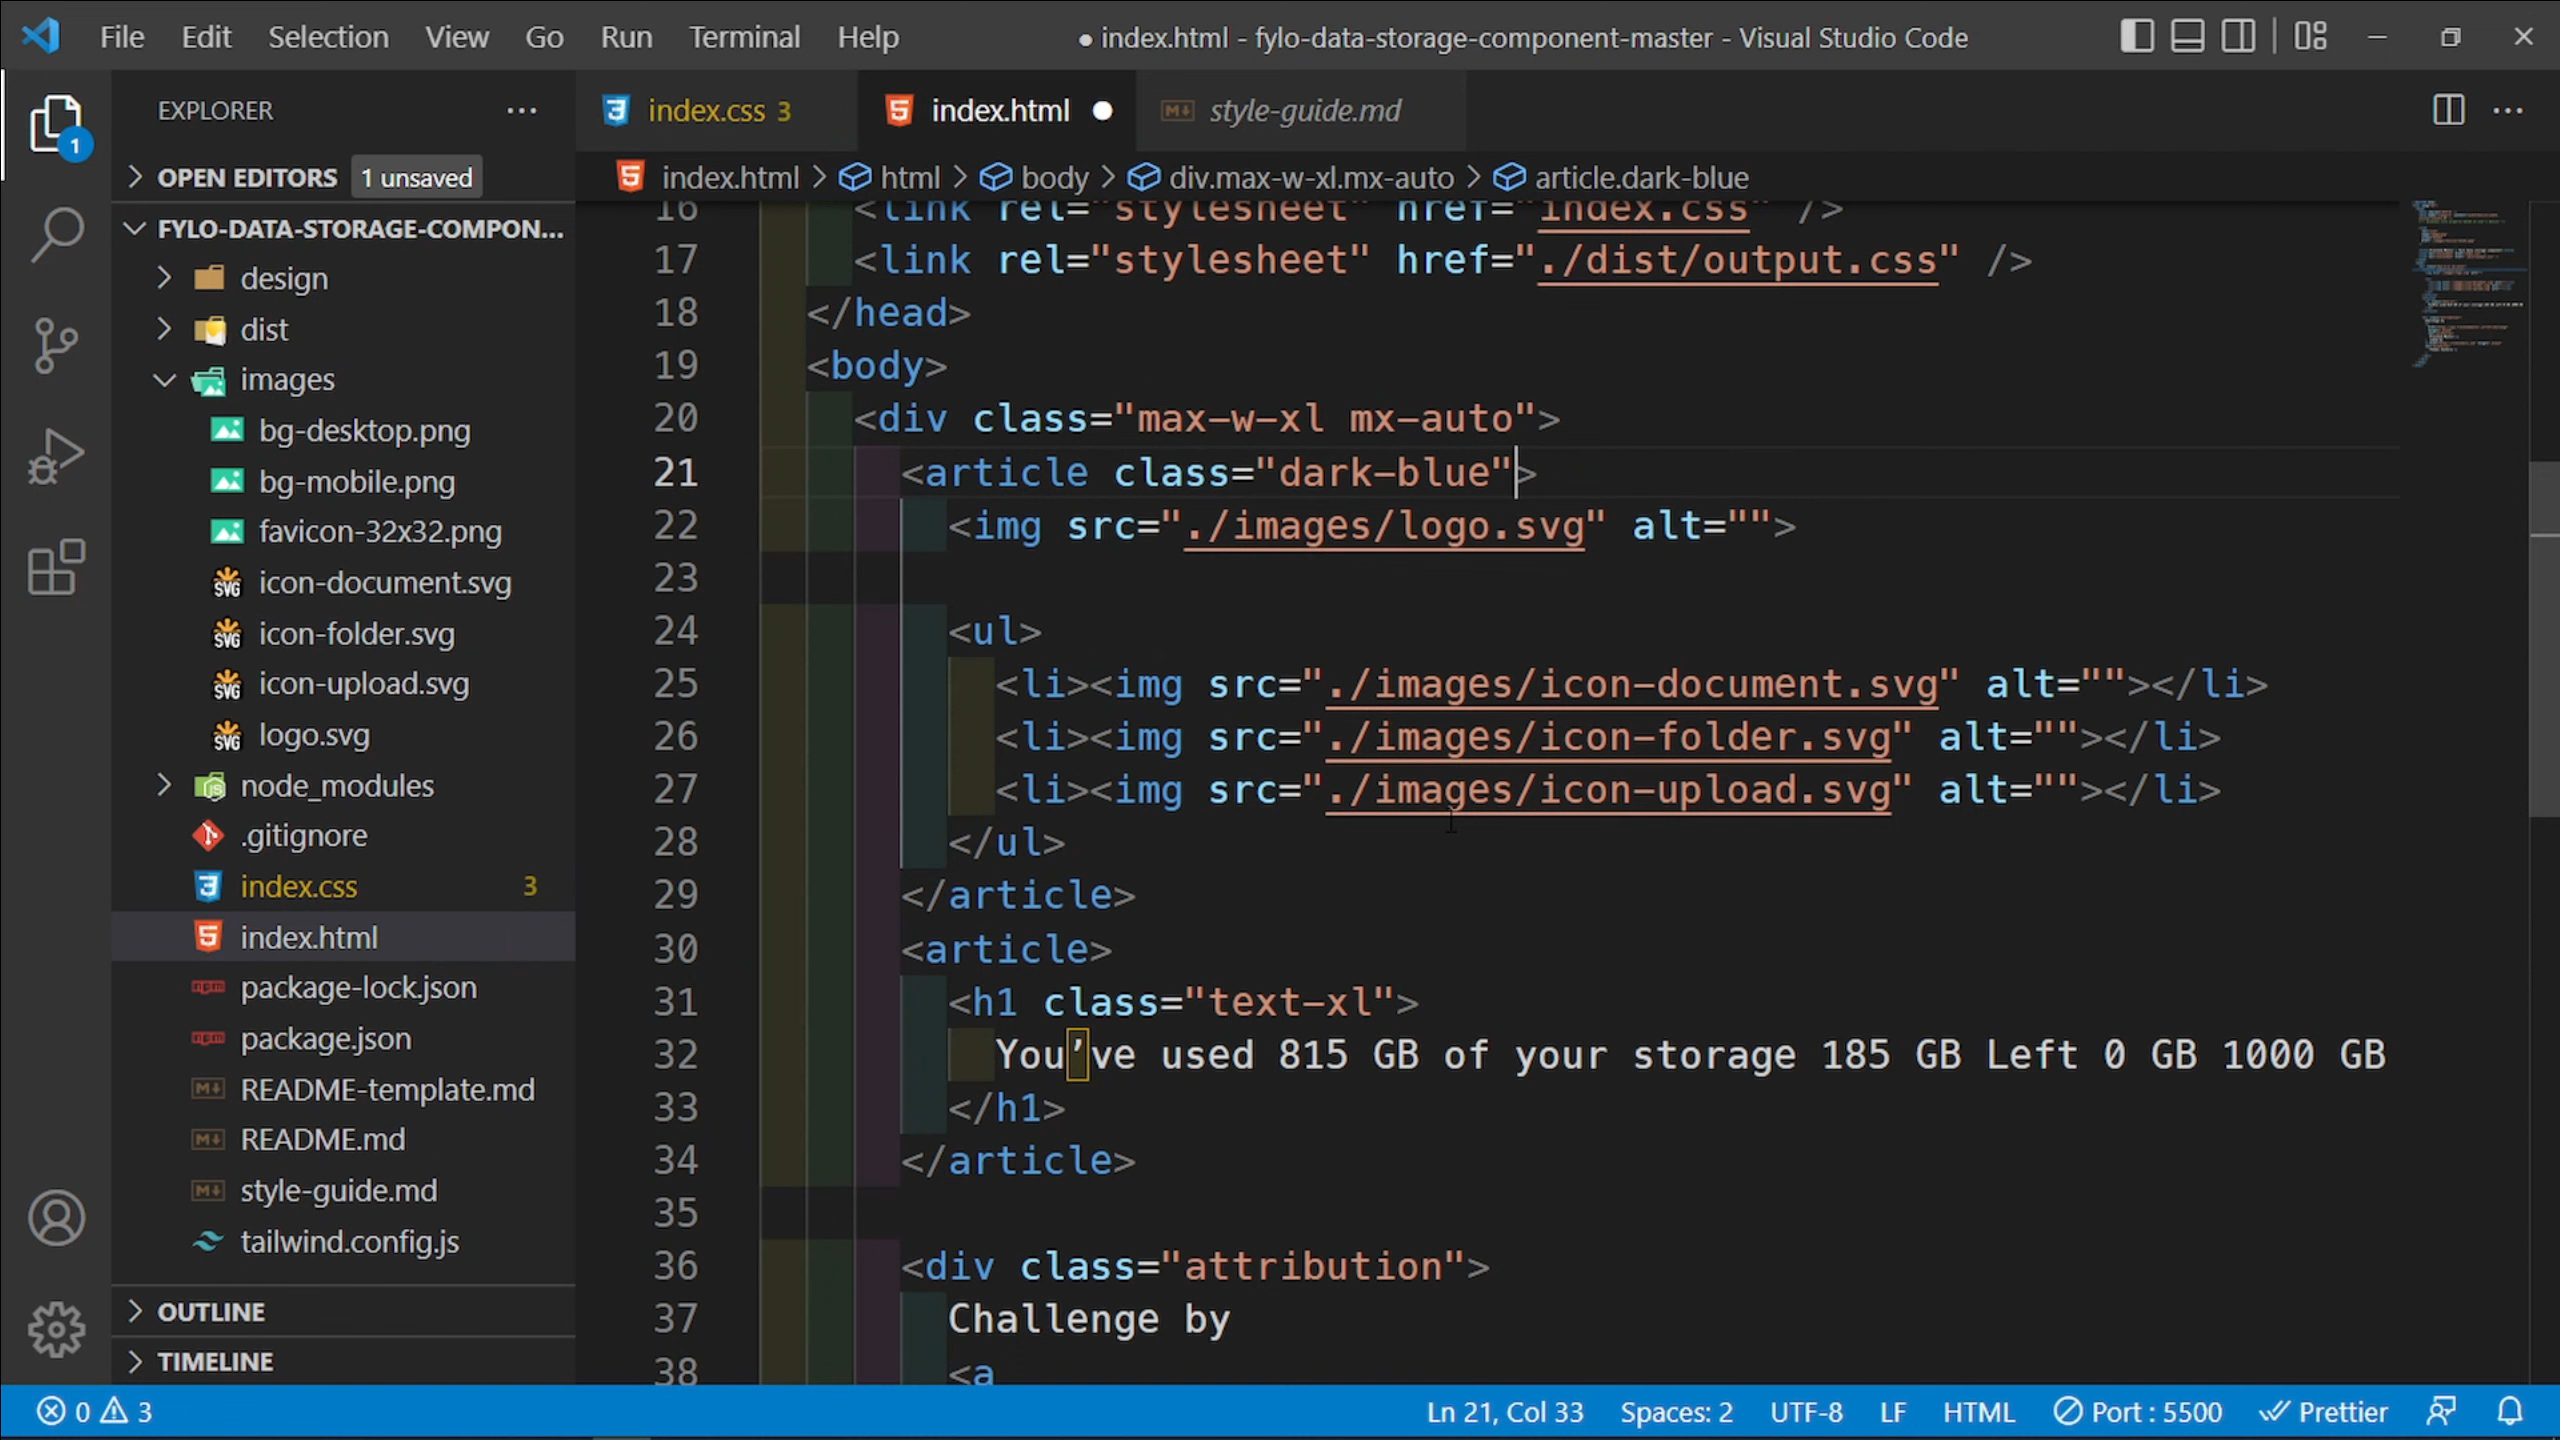 File Edit Selection View Go Run Terminal Help ● index.html - fylo-data-storage-component-master - Visual Studio Code
EXPLORER ···
index.css 3 index.html ● style-guide.md ···
1
OPEN EDITORS 1 unsaved
index.html > html > body > div.max-w-xl.mx-auto > article.dark-blue
FYLO-DATA-STORAGE-COMPON...
design
dist
images
bg-desktop.png
bg-mobile.png
favicon-32x32.png
icon-document.svg
icon-folder.svg
icon-upload.svg
logo.svg
node_modules
.gitignore
index.css 3
index.html
package-lock.json
package.json
README-template.md
README.md
style-guide.md
tailwind.config.js
OUTLINE
TIMELINE
16 <link rel="stylesheet" href="index.css" />
17 <link rel="stylesheet" href="./dist/output.css" />
18 </head>
19 <body>
20 <div class="max-w-xl mx-auto">
21 <article class="dark-blue">
22 <img src="./images/logo.svg" alt="">
23
24 <ul>
25 <li><img src="./images/icon-document.svg" alt=""></li>
26 <li><img src="./images/icon-folder.svg" alt=""></li>
27 <li><img src="./images/icon-upload.svg" alt=""></li>
28 </ul>
29 </article>
30 <article>
31 <h1 class="text-xl">
32 You’ve used 815 GB of your storage 185 GB Left 0 GB 1000 GB
33 </h1>
34 </article>
35
36 <div class="attribution">
37 Challenge by
38 <a
0 3 Ln 21, Col 33 Spaces: 2 UTF-8 LF HTML Port : 5500 Prettier